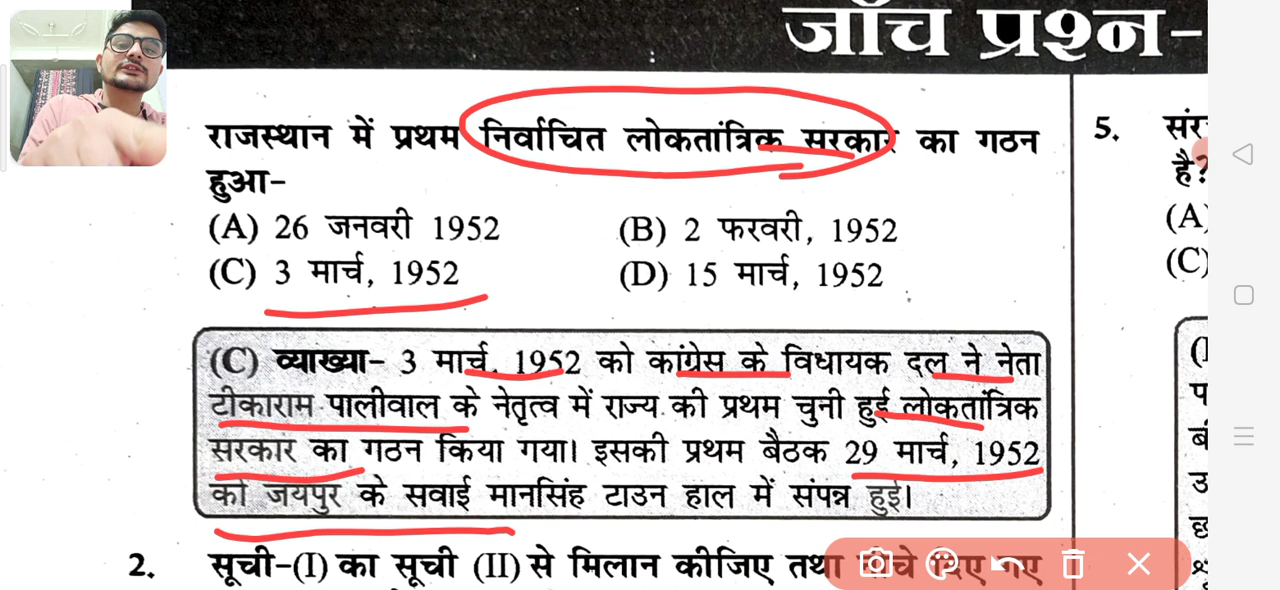 जाँच प्रश्न-
राजस्थान में प्रथम निर्वाचित लोकतांत्रिक सरकार का गठन
हुआ-
(A) 26 जनवरी 1952
(B) 2 फरवरी, 1952
(C) 3 मार्च, 1952
(D) 15 मार्च, 1952
(C) व्याख्या- 3 मार्च, 1952 को कांग्रेस के विधायक दल ने नेता
टीकाराम पालीवाल के नेतृत्व में राज्य की प्रथम चुनी हुई लोकतांत्रिक
सरकार का गठन किया गया। इसकी प्रथम बैठक 29 मार्च, 1952
को जयपुर के सवाई मानसिंह टाउन हाल में संपन्न हुई।
2. सूची-(I) का सूची (II) से मिलान कीजिए तथा नीचे दिए गए
5.
है?
(A)
(C)